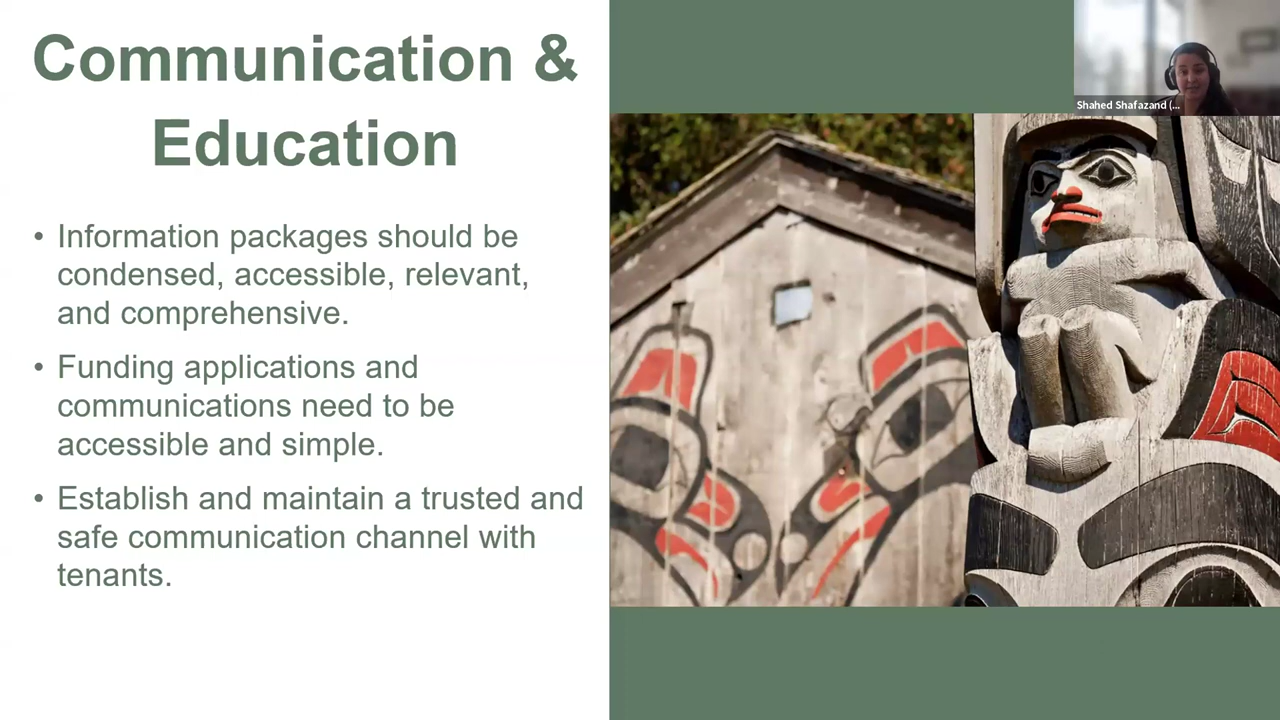 Communication &
Education
• Information packages should be
condensed, accessible, relevant,
and comprehensive.
• Funding applications and
communications need to be
accessible and simple.
• Establish and maintain a trusted and
safe communication channel with
tenants.
Shahed Shafazand (...